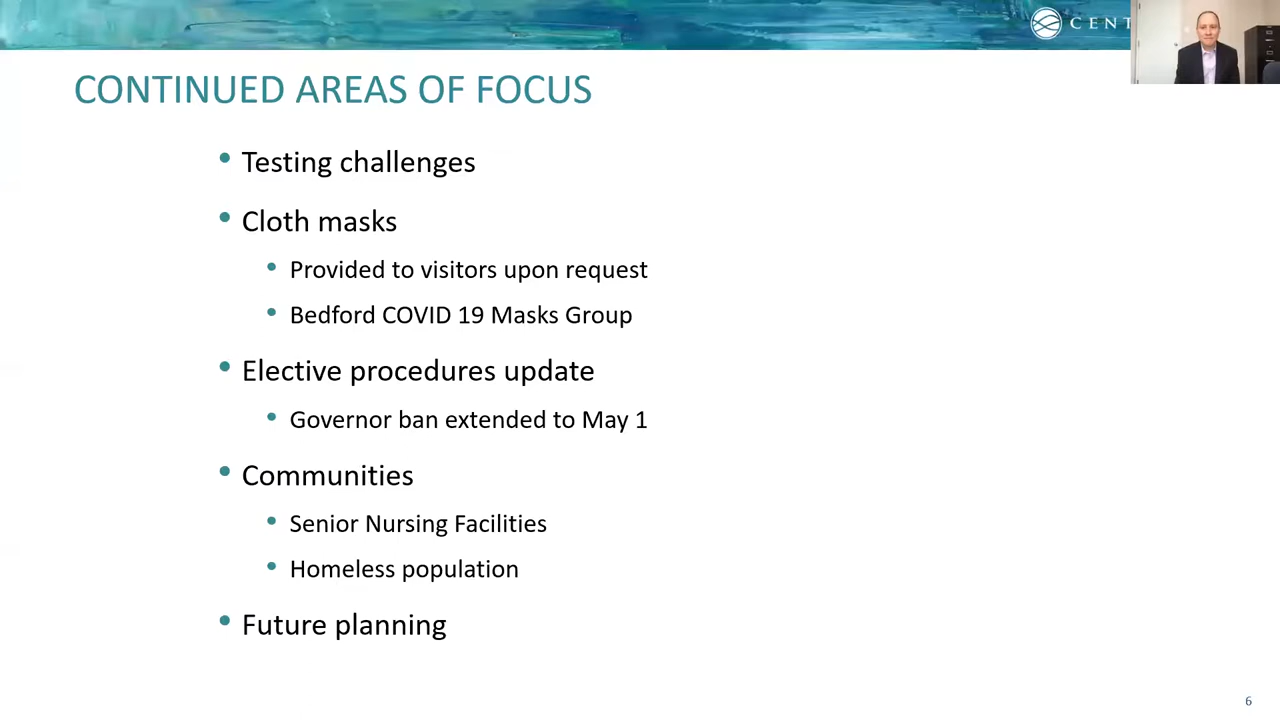 CENT
CONTINUED AREAS OF FOCUS
• Testing challenges
• Cloth masks
• Provided to visitors upon request
• Bedford COVID 19 Masks Group
• Elective procedures update
• Governor ban extended to May 1
• Communities
• Senior Nursing Facilities
• Homeless population
• Future planning
6